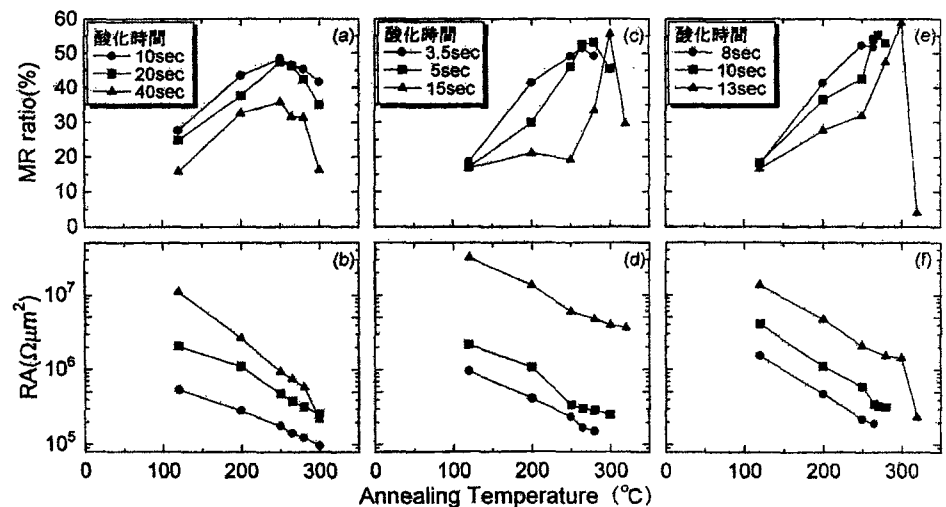 60
50
40
30
20
10
0
MR ratio(%)
酸化時間
10sec
20sec
40sec
(a)
酸化時間
3.5sec
5sec
15sec
(c)
酸化時間
8sec
10sec
13sec
(e)
10⁷
10⁶
10⁵
RA(Ωμm²)
(b)
(d)
(f)
0 100 200 300
0 100 200 300
0 100 200 300
Annealing Temperature (°C)